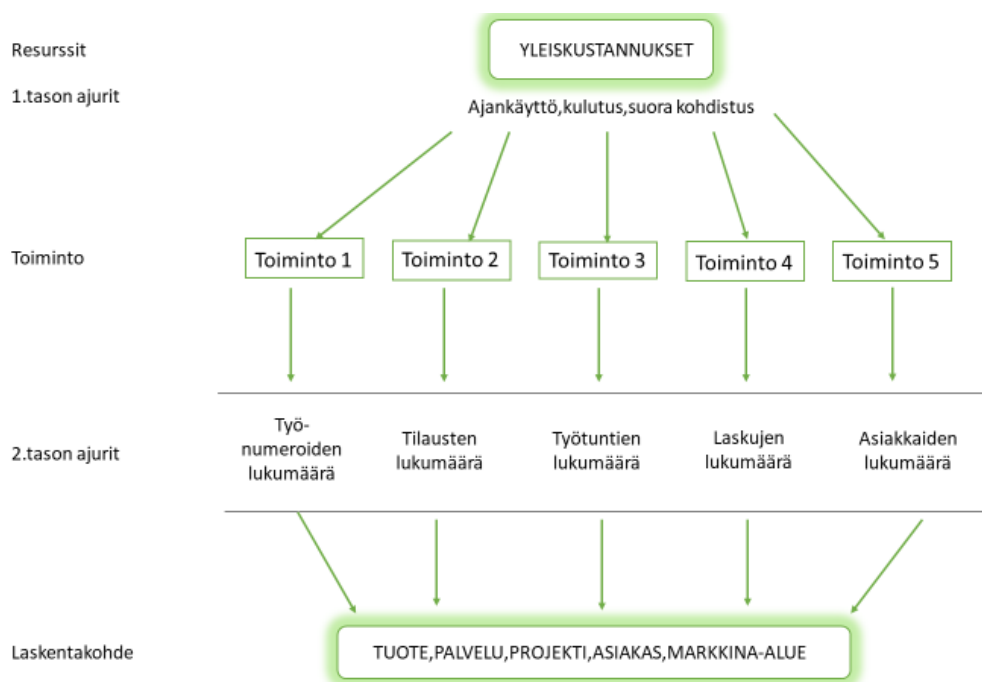 Resurssit
YLEISKUSTANNUKSET
1.tason ajurit
Ajankäyttö,kulutus,suora kohdistus
Toiminto
Toiminto 1
Toiminto 2
Toiminto 3
Toiminto 4
Toiminto 5
2.tason ajurit
Työ-
numeroiden
lukumäärä
Tilausten
lukumäärä
Työtuntien
lukumäärä
Laskujen
lukumäärä
Asiakkaiden
lukumäärä
Laskentakohde
TUOTE,PALVELU,PROJEKTI,ASIAKAS,MARKKINA-ALUE